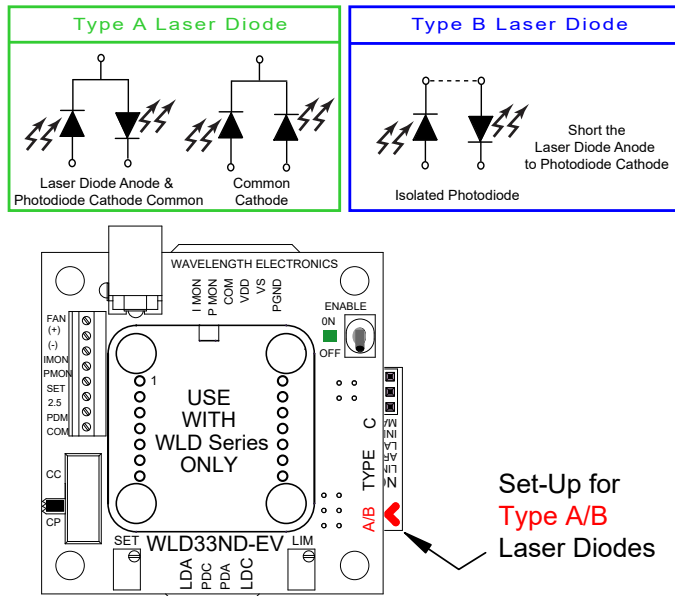 Type A Laser Diode
Type B Laser Diode
Laser Diode Anode &
Photodiode Cathode Common
Common
Cathode
Isolated Photodiode
Short the
Laser Diode Anode
to Photodiode Cathode
WAVELENGTH ELECTRONICS
I MON
P MON
COM
VDD
VS
PGND
ENABLE
0N
OFF
FAN
(+)
(-)
IMON
PMON
SET
2.5
PDM
COM
1
USE
WITH
WLD Series
ONLY
CC
CP
TYPE C
A/B
SET
WLD33ND-EV
LIM
LDA
PDC
PDA
LDC
Set-Up for
Type A/B
Laser Diodes